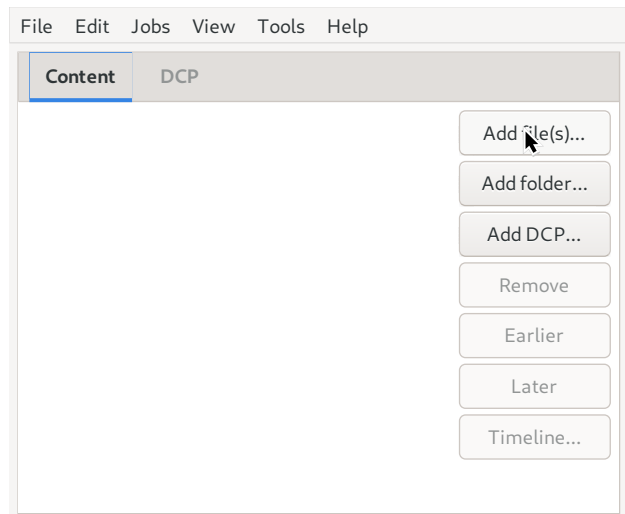 File Edit Jobs View Tools Help
Content DCP
Add file(s)...
Add folder...
Add DCP...
Remove
Earlier
Later
Timeline...